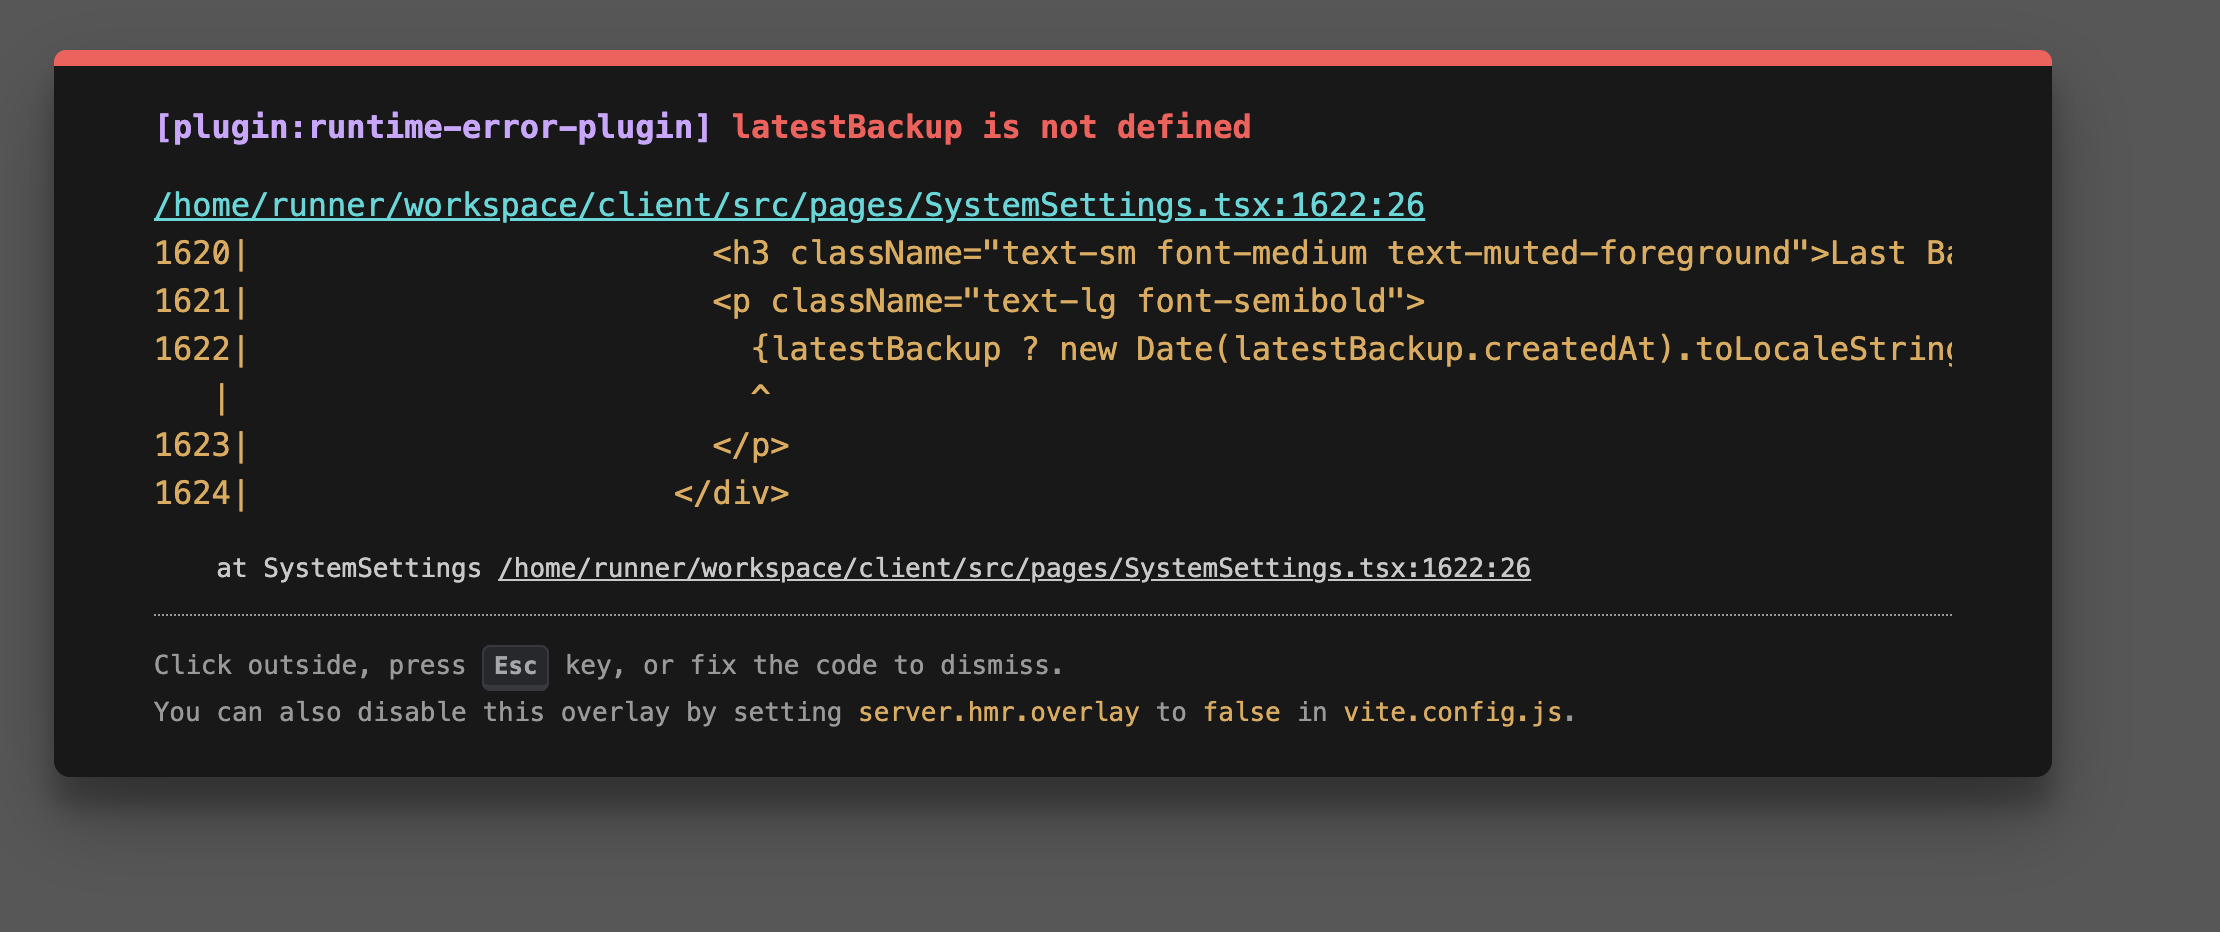 [plugin:runtime-error-plugin] latestBackup is not defined
/home/runner/workspace/client/src/pages/SystemSettings.tsx:1622:26
1620|                        <h3 className="text-sm font-medium text-muted-foreground">Last
1621|                        <p className="text-lg font-semibold">
1622|                          {latestBackup ? new Date(latestBackup.createdAt).toLocaleString
    |                          ^
1623|                        </p>
1624|                      </div>
at SystemSettings /home/runner/workspace/client/src/pages/SystemSettings.tsx:1622:26
Click outside, press Esc key, or fix the code to dismiss.
You can also disable this overlay by setting server.hmr.overlay to false in vite.config.js.